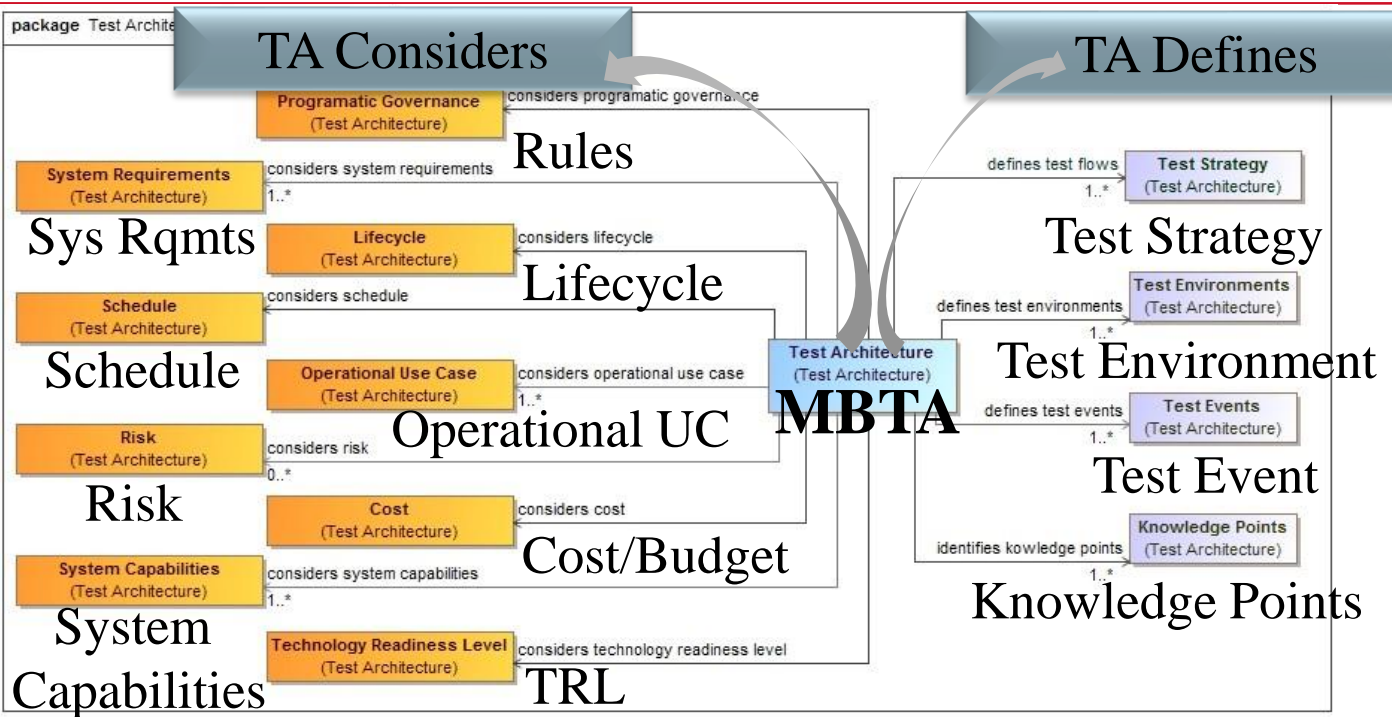 package Test Archite
TA Considers
TA Defines
Programatic Governance
(Test Architecture)
considers programatic governance
Rules
System Requirements
(Test Architecture)
considers system requirements
1..*
Sys Rqmts
Lifecycle
(Test Architecture)
considers lifecycle
Lifecycle
Schedule
(Test Architecture)
considers schedule
Schedule
Operational Use Case
(Test Architecture)
considers operational use case
1..*
Operational UC
Risk
(Test Architecture)
considers risk
0..*
Risk
Cost
(Test Architecture)
considers cost
Cost/Budget
System Capabilities
(Test Architecture)
considers system capabilities
1..*
System
Capabilities
Technology Readiness Level
(Test Architecture)
considers technology readiness level
TRL
Test Architecture
(Test Architecture)
MBTA
defines test flows
1..*
Test Strategy
(Test Architecture)
Test Strategy
defines test environments
1..*
Test Environments
(Test Architecture)
Test Environment
defines test events
1..*
Test Events
(Test Architecture)
Test Event
identifies kowledge points
1..*
Knowledge Points
(Test Architecture)
Knowledge Points